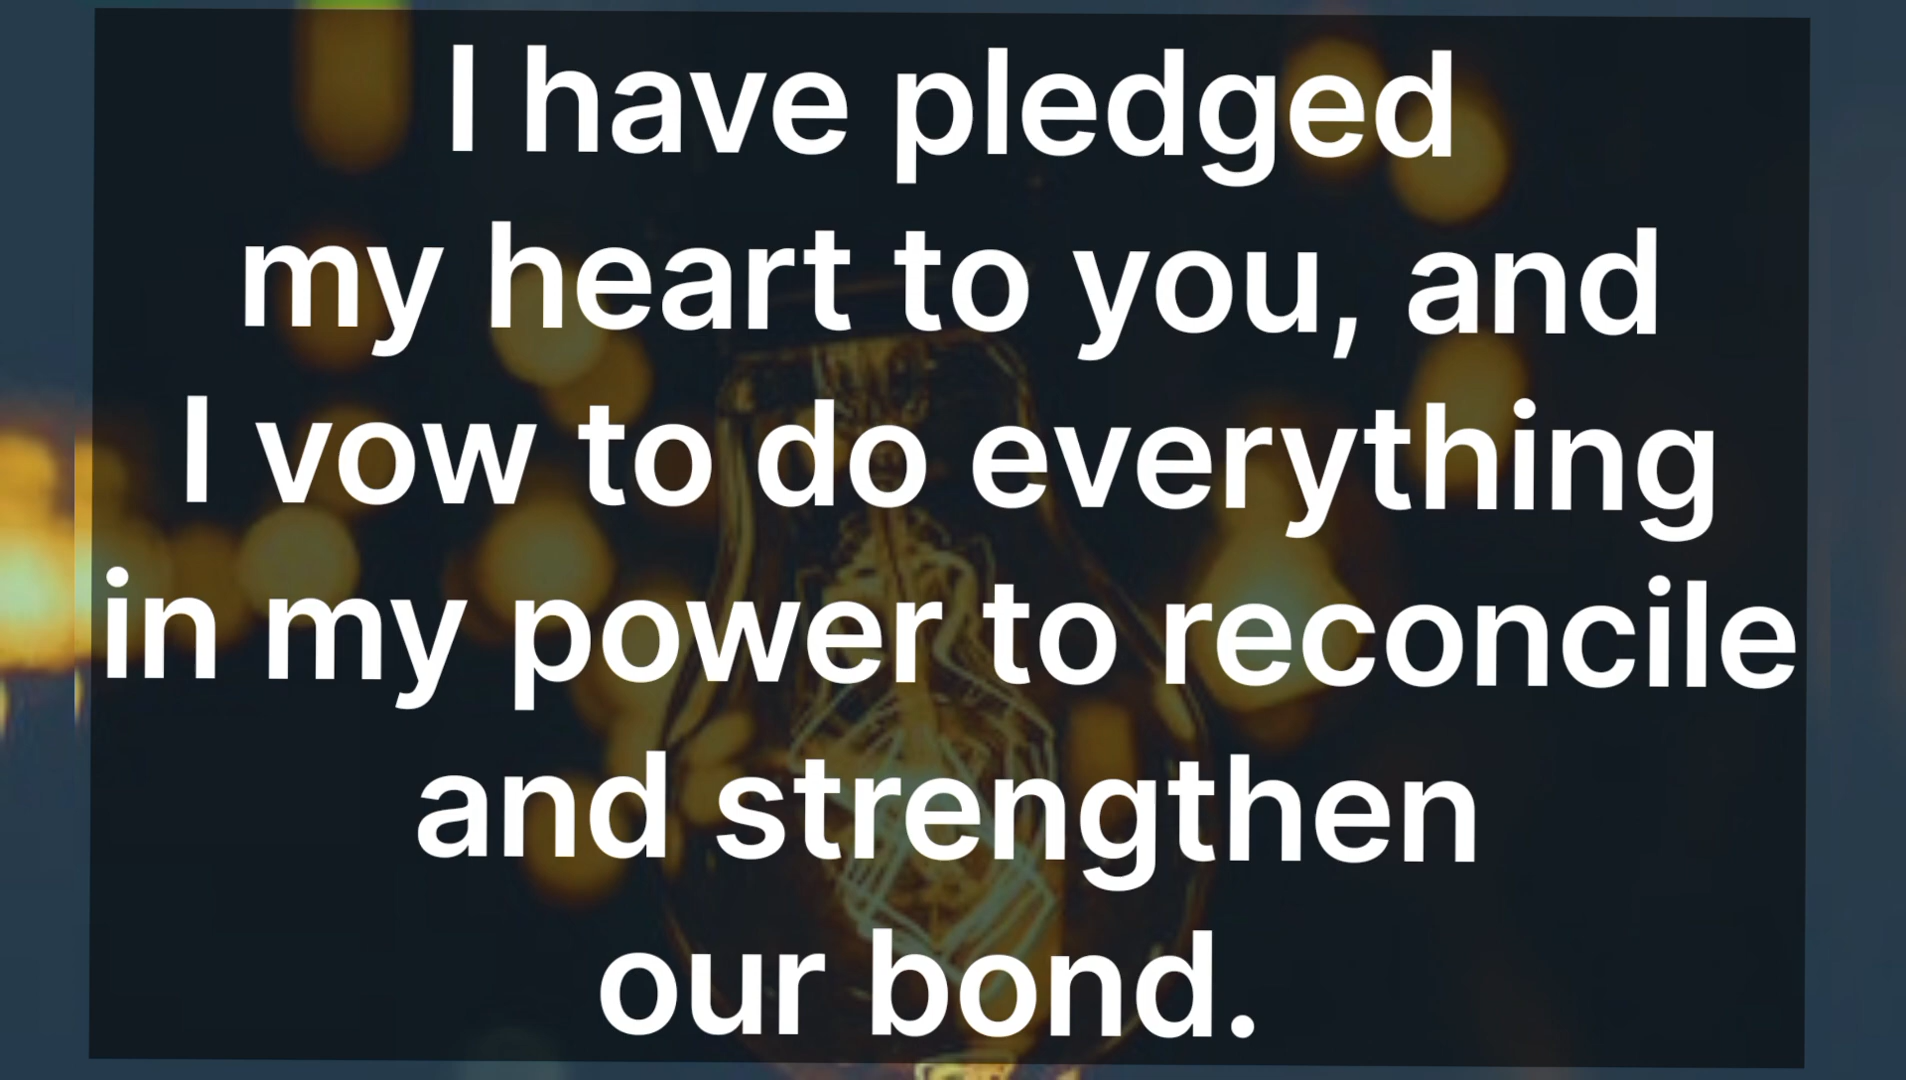 I have pledged
my heart to you, and
I vow to do everything
in my power to reconcile
and strengthen
our bond.